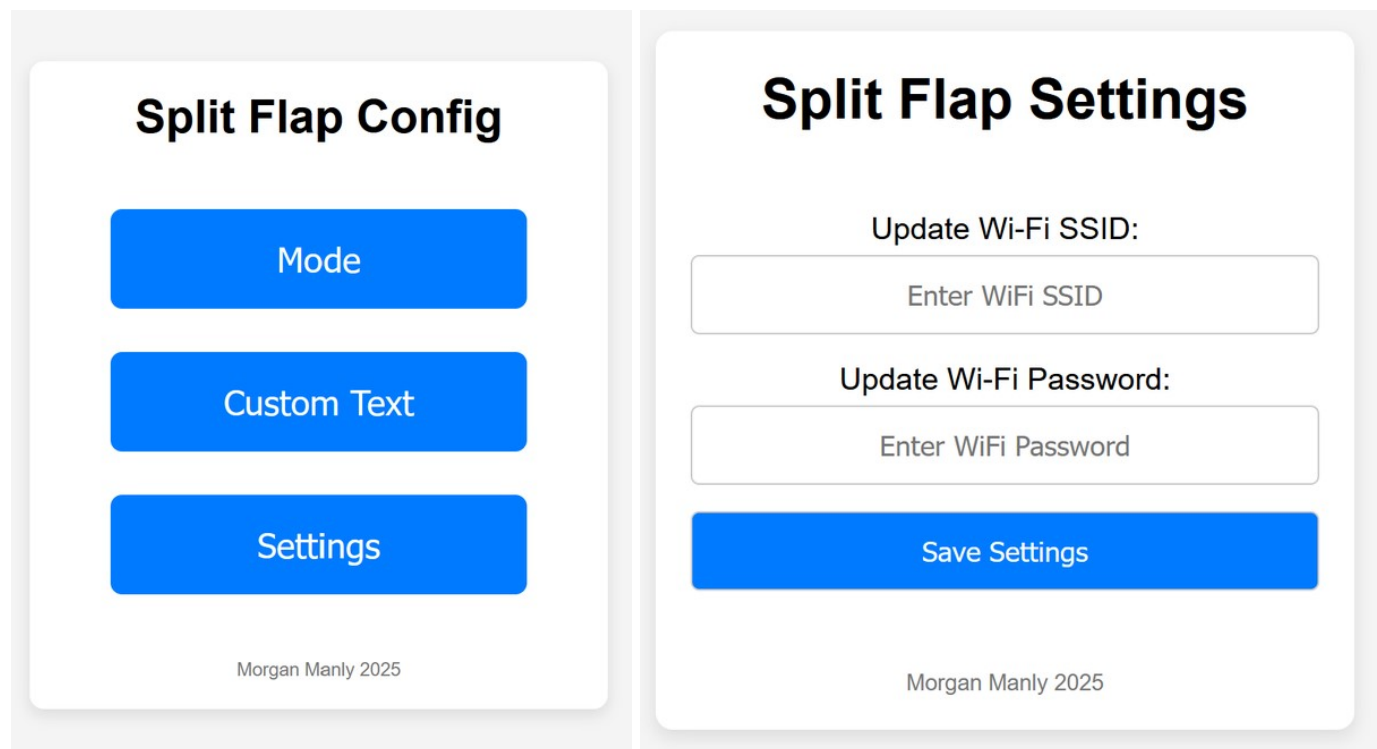 Split Flap Config
Mode
Custom Text
Settings
Morgan Manly 2025
Split Flap Settings
Update Wi-Fi SSID:
Enter WiFi SSID
Update Wi-Fi Password:
Enter WiFi Password
Save Settings
Morgan Manly 2025